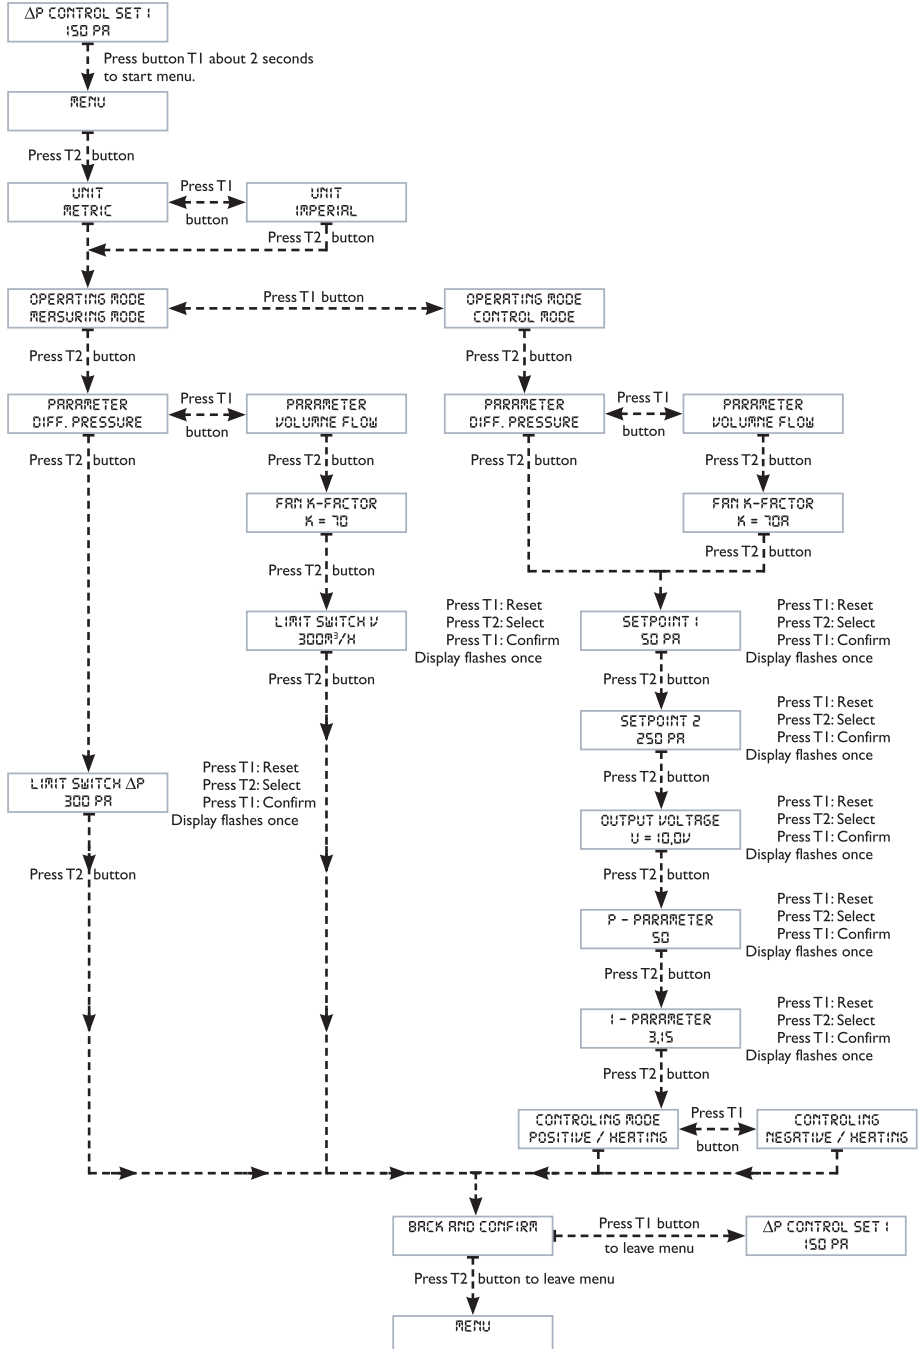 ΔP CONTROL SET 1
150 PA
Press button T1 about 2 seconds
to start menu.
MENU
Press T2 button
UNIT
METRIC
Press T1
button
UNIT
IMPERIAL
Press T2 button
OPERATING MODE
MEASURING MODE
Press T1 button
OPERATING MODE
CONTROL MODE
Press T2 button
Press T2 button
PARAMETER
DIFF. PRESSURE
Press T1
button
PARAMETER
VOLUMNE FLOW
PARAMETER
DIFF. PRESSURE
Press T1
button
PARAMETER
VOLUMNE FLOW
Press T2 button
Press T2 button
Press T2 button
Press T2 button
FAN K-FACTOR
K = 70
FAN K-FACTOR
K = 70A
Press T2 button
Press T2 button
LIMIT SWITCH V
300M³/H
Press T1: Reset
Press T2: Select
Press T1: Confirm
Display flashes once
SETPOINT 1
50 PA
Press T1: Reset
Press T2: Select
Press T1: Confirm
Display flashes once
Press T2 button
Press T2 button
SETPOINT 2
250 PA
Press T1: Reset
Press T2: Select
Press T1: Confirm
Display flashes once
Press T2 button
LIMIT SWITCH ΔP
300 PA
Press T1: Reset
Press T2: Select
Press T1: Confirm
Display flashes once
OUTPUT VOLTAGE
U = 10,0V
Press T1: Reset
Press T2: Select
Press T1: Confirm
Display flashes once
Press T2 button
Press T2 button
P - PARAMETER
50
Press T1: Reset
Press T2: Select
Press T1: Confirm
Display flashes once
Press T2 button
1 - PARAMETER
3,15
Press T1: Reset
Press T2: Select
Press T1: Confirm
Display flashes once
Press T2 button
CONTROLING MODE
POSITIVE / HEATING
Press T1
button
CONTROLING
NEGATIVE / HEATING
BACK AND CONFIRM
Press T1 button
to leave menu
ΔP CONTROL SET 1
150 PA
Press T2 button to leave menu
MENU